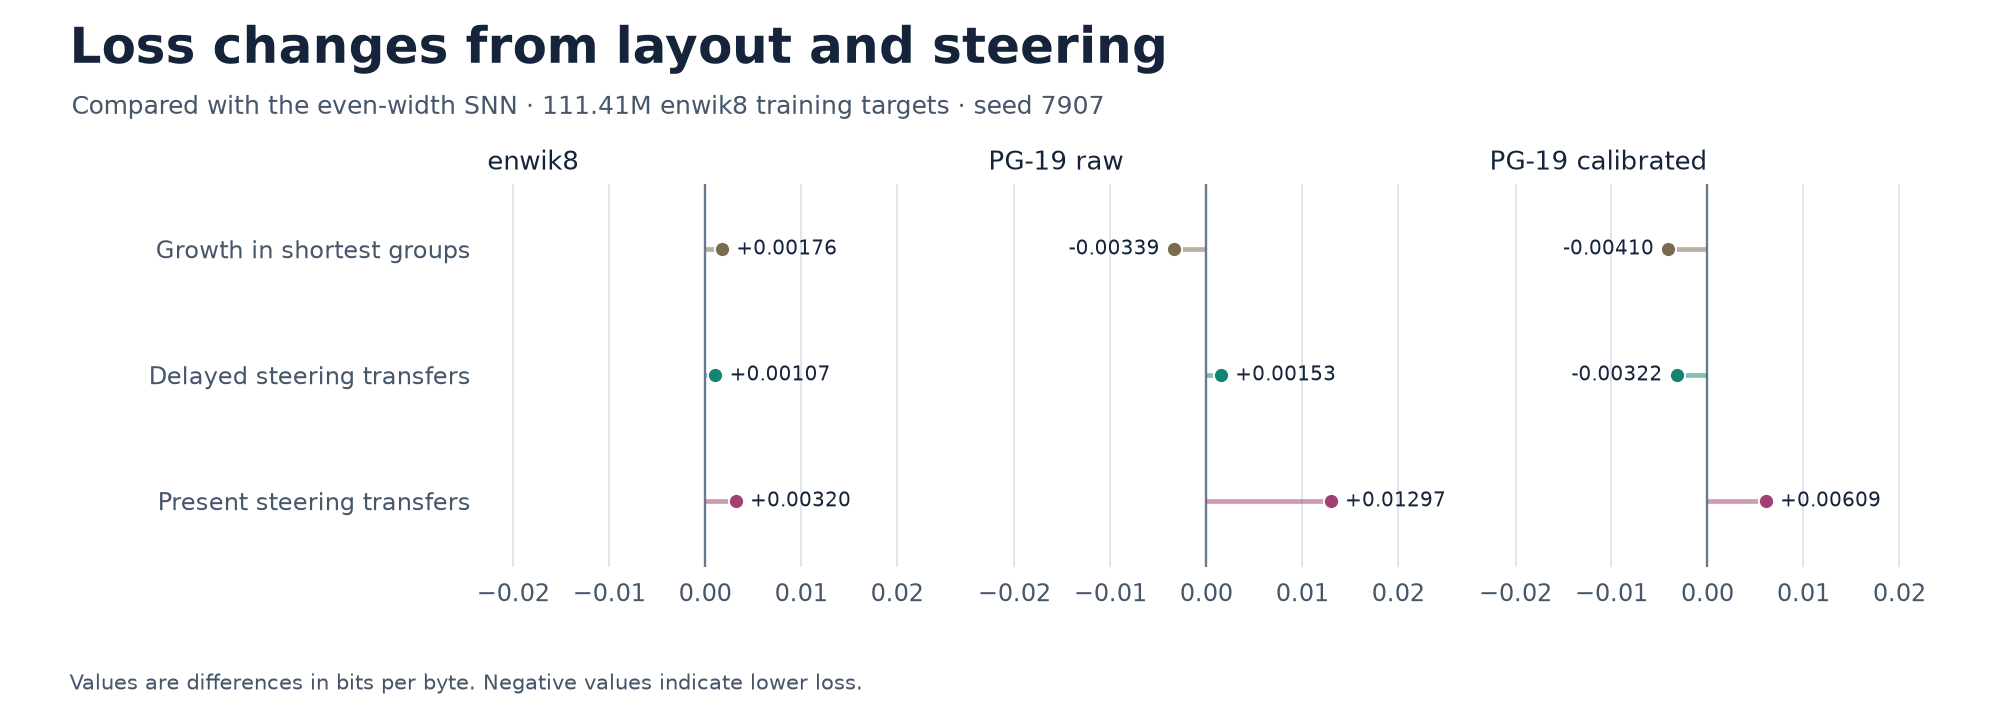 Loss changes from layout and steering
Compared with the even-width SNN · 111.41M enwik8 training targets · seed 7907
enwik8 PG-19 raw PG-19 calibrated
Growth in shortest groups +0.00176 -0.00339 -0.00410
Delayed steering transfers +0.00107 +0.00153 -0.00322
Present steering transfers +0.00320 +0.01297 +0.00609
−0.02 −0.01 0.00 0.01 0.02 −0.02 −0.01 0.00 0.01 0.02 −0.02 −0.01 0.00 0.01 0.02
Values are differences in bits per byte. Negative values indicate lower loss.